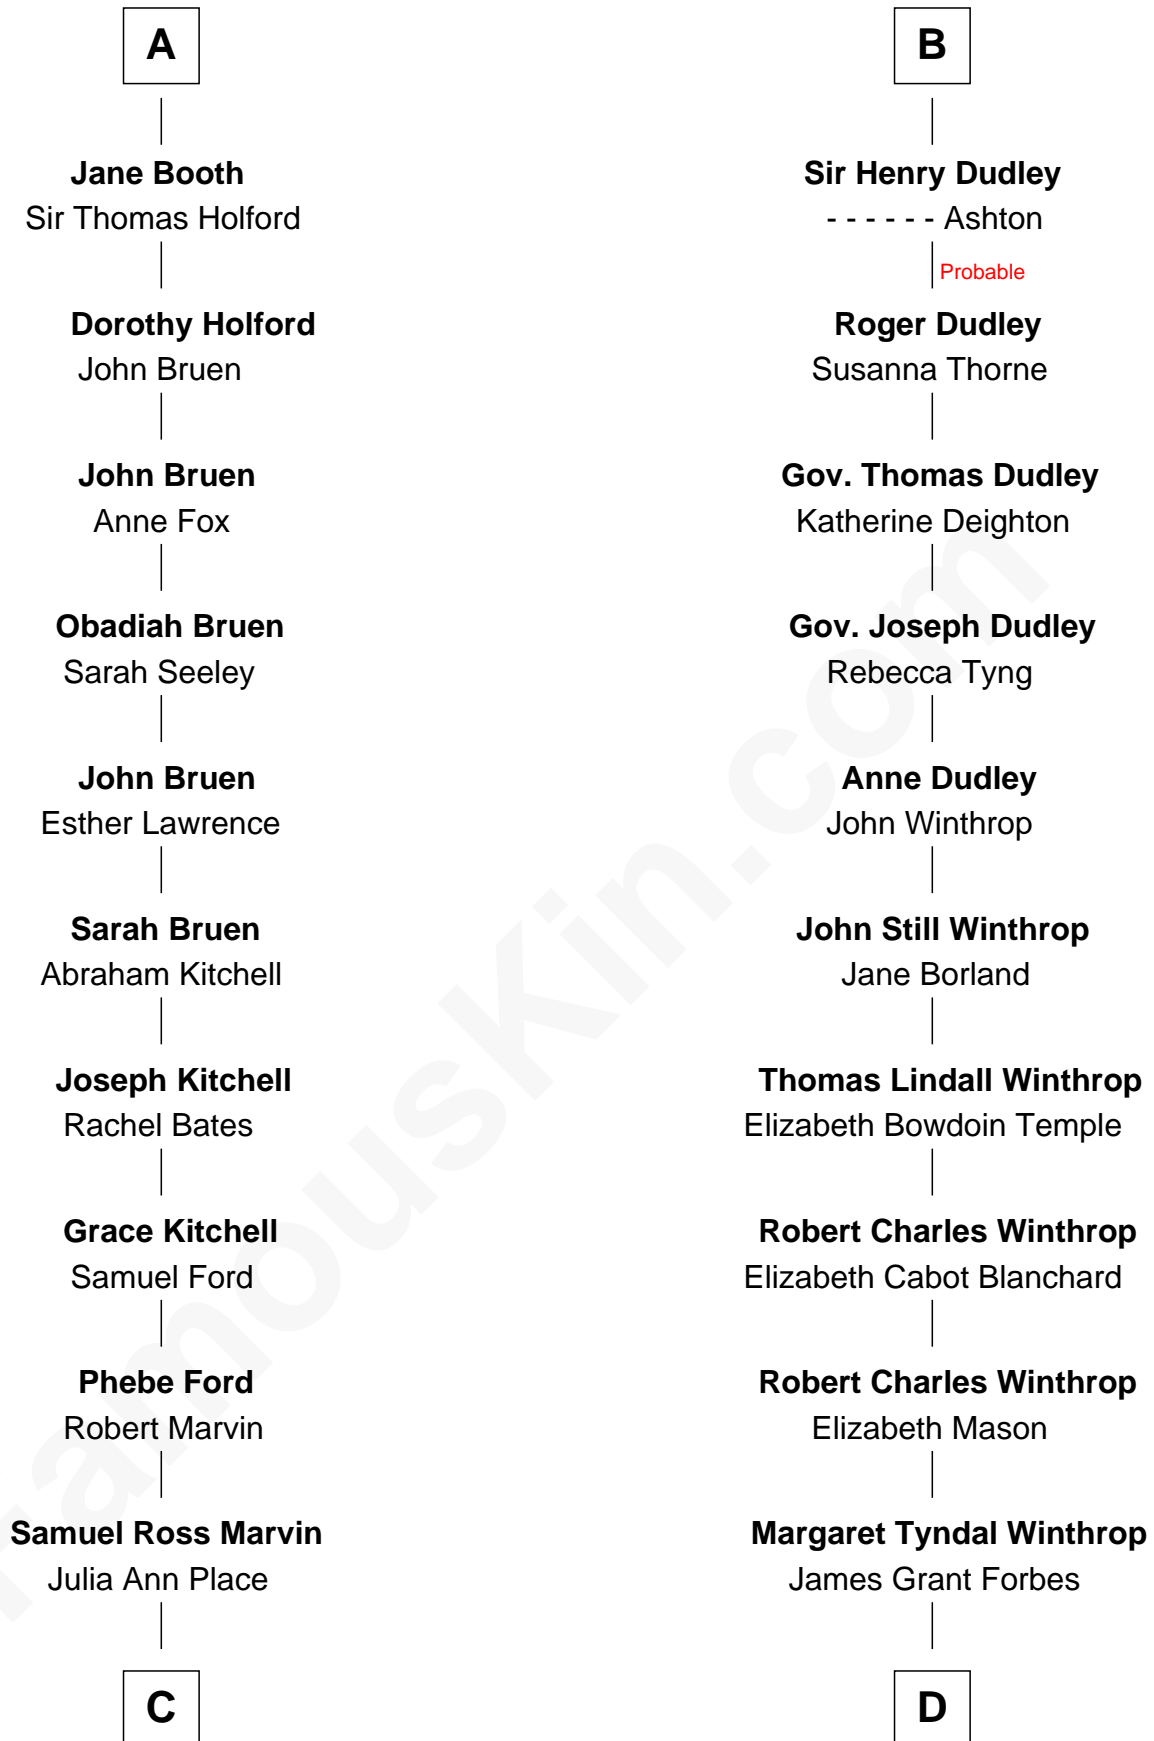 A
Jane Booth
Sir Thomas Holford
Dorothy Holford
John Bruen
John Bruen
Anne Fox
Obadiah Bruen
Sarah Seeley
John Bruen
Esther Lawrence
Sarah Bruen
Abraham Kitchell
Joseph Kitchell
Rachel Bates
Grace Kitchell
Samuel Ford
Phebe Ford
Robert Marvin
Samuel Ross Marvin
Julia Ann Place
C
B
Sir Henry Dudley
- - - - - - Ashton
Probable
Roger Dudley
Susanna Thorne
Gov. Thomas Dudley
Katherine Deighton
Gov. Joseph Dudley
Rebecca Tyng
Anne Dudley
John Winthrop
John Still Winthrop
Jane Borland
Thomas Lindall Winthrop
Elizabeth Bowdoin Temple
Robert Charles Winthrop
Elizabeth Cabot Blanchard
Robert Charles Winthrop
Elizabeth Mason
Margaret Tyndal Winthrop
James Grant Forbes
D
FamousKin.com